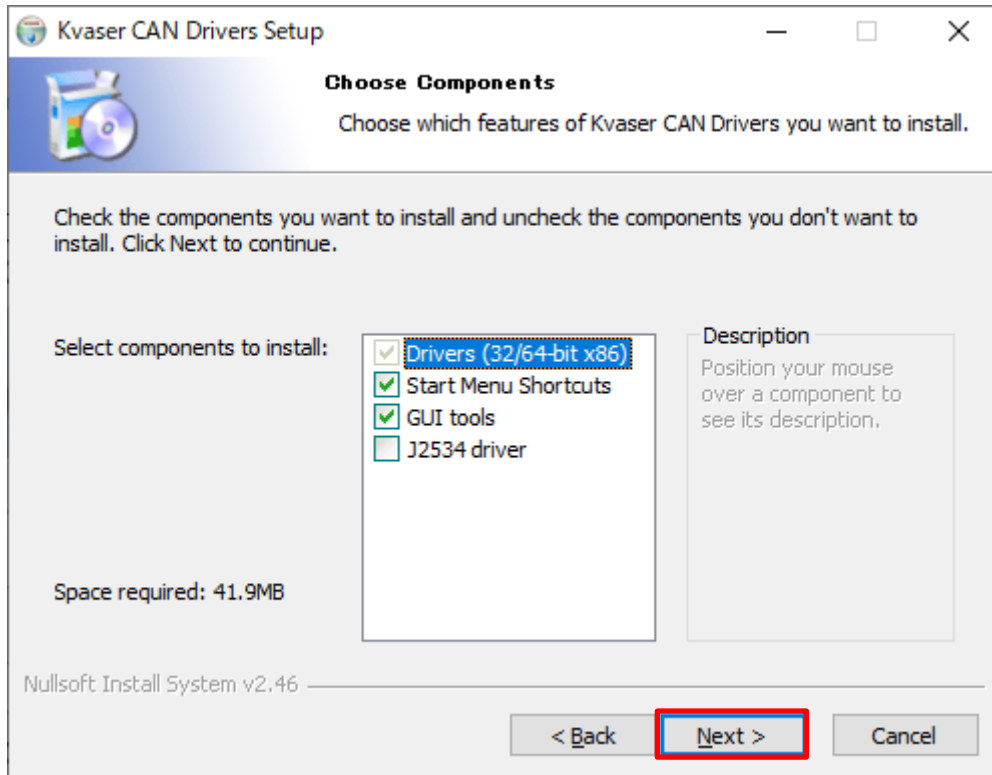 Kvaser CAN Drivers Setup
Choose Components
Choose which features of Kvaser CAN Drivers you want to install.
Check the components you want to install and uncheck the components you don't want to
install. Click Next to continue.
Select components to install:
Drivers (32/64-bit x86)
Start Menu Shortcuts
GUI tools
J2534 driver
Description
Position your mouse
over a component to
see its description.
Space required: 41.9MB
Nullsoft Install System v2.46
< Back
Next >
Cancel